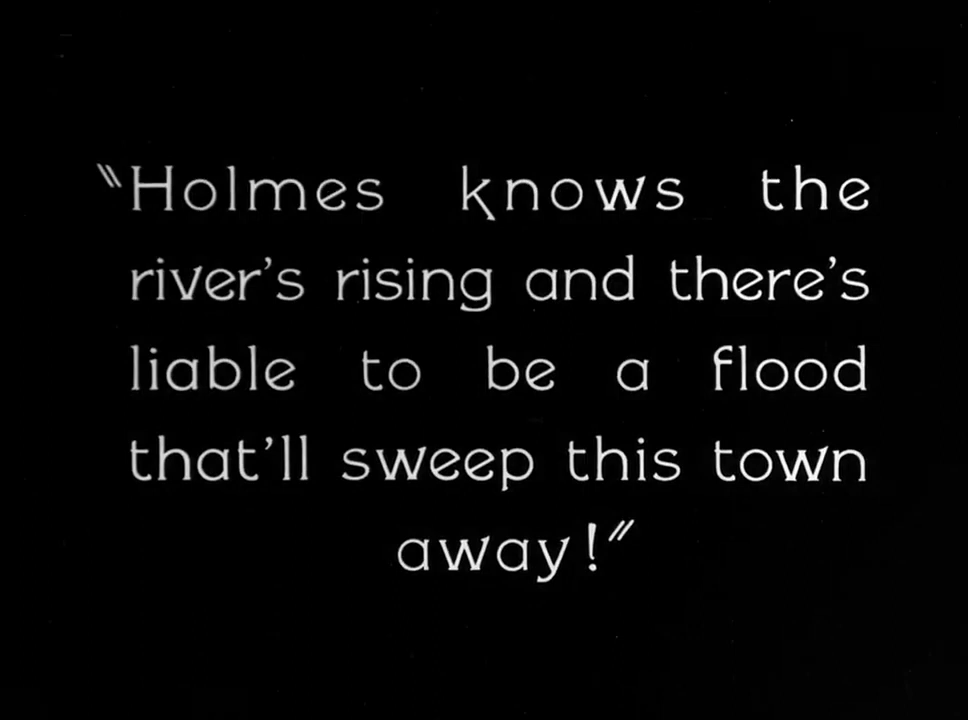 "Holmes knows the
river's rising and there's
liable to be a flood
that'll sweep this town
away!"